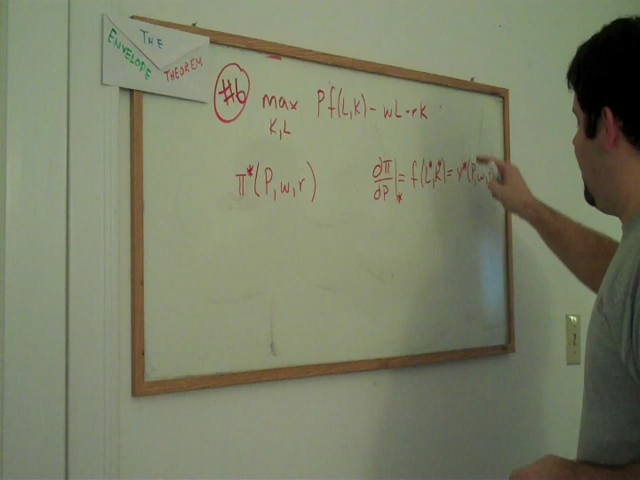 THE
ENVELOPE
THEOREM
#6 max Pf(L,K) - wL - rK
K,L
π*(P, w, r) ∂π/∂P|* = f(L*,K*) = y*(P,w,